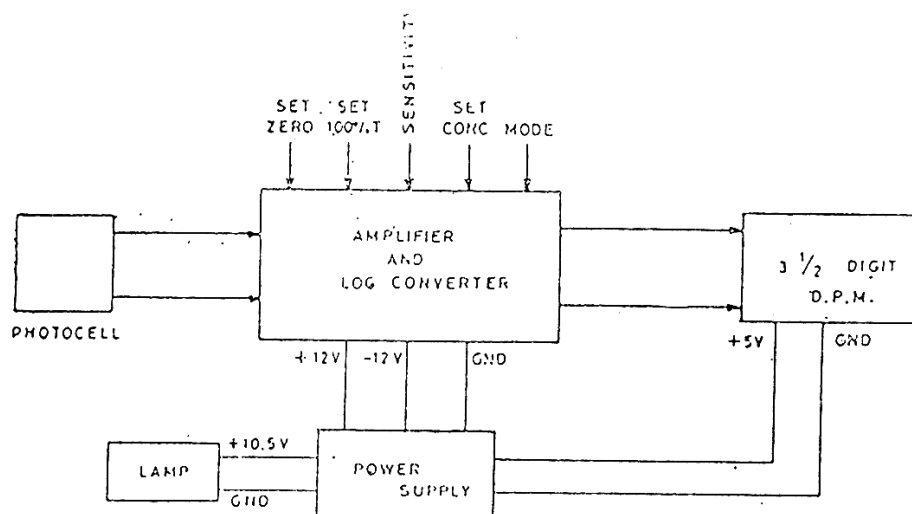 SENSITIVITY
SET
ZERO
SET
100%T
SET
CONC
MODE
AMPLIFIER
AND
LOG CONVERTER
3 1/2 DIGIT
D.P.M.
PHOTOCELL
+12V
-12V
GND
+5V
GND
LAMP
+10.5V
GND
POWER
SUPPLY